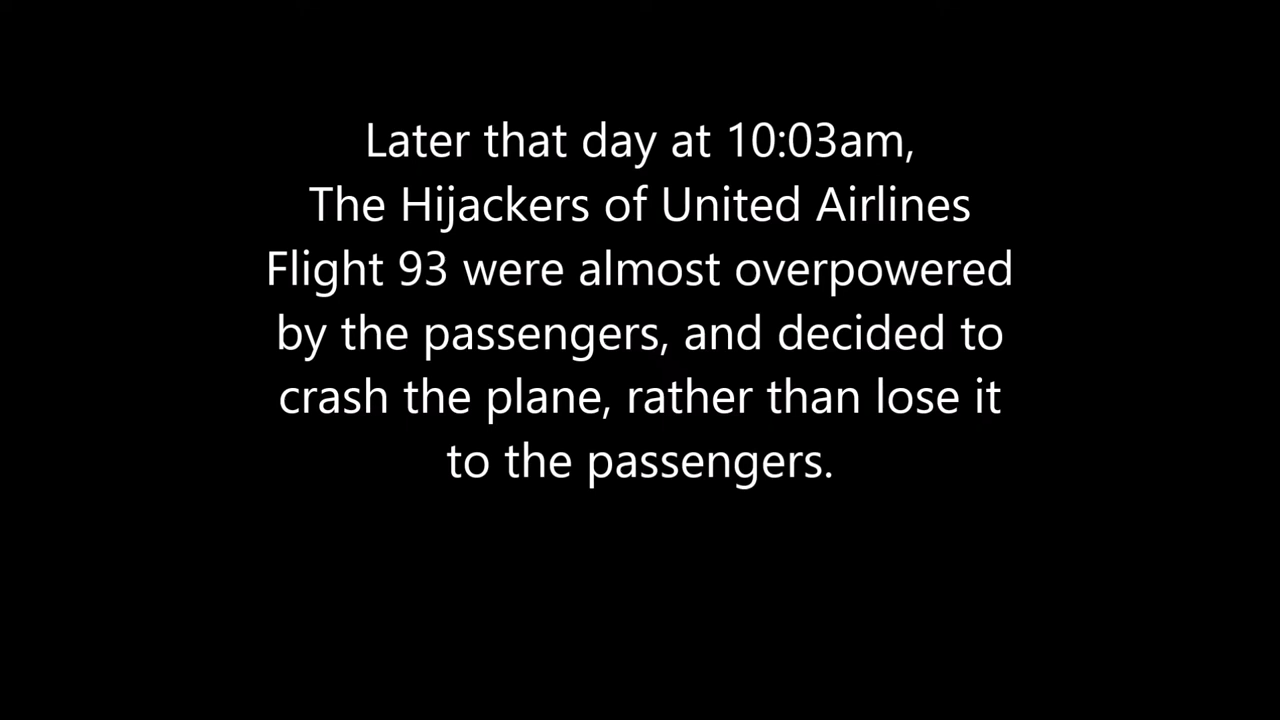 Later that day at 10:03am,
The Hijackers of United Airlines
Flight 93 were almost overpowered
by the passengers, and decided to
crash the plane, rather than lose it
to the passengers.